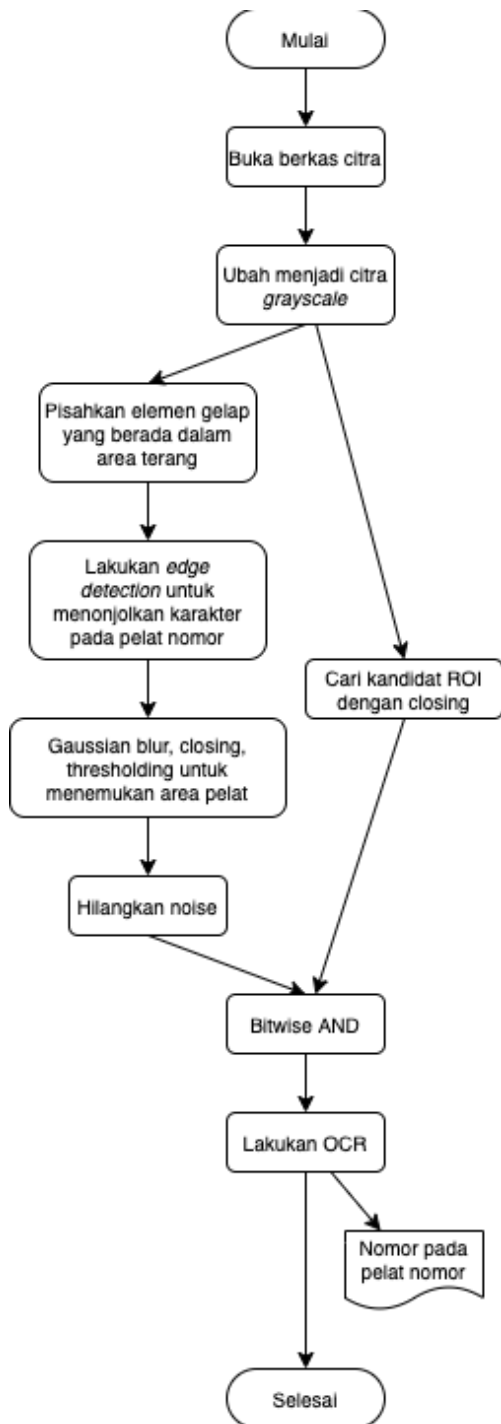 Mulai
Buka berkas citra
Ubah menjadi citra
grayscale
Pisahkan elemen gelap
yang berada dalam
area terang
Lakukan edge
detection untuk
menonjolkan karakter
pada pelat nomor
Cari kandidat ROI
dengan closing
Gaussian blur, closing,
thresholding untuk
menemukan area pelat
Hilangkan noise
Bitwise AND
Lakukan OCR
Nomor pada
pelat nomor
Selesai